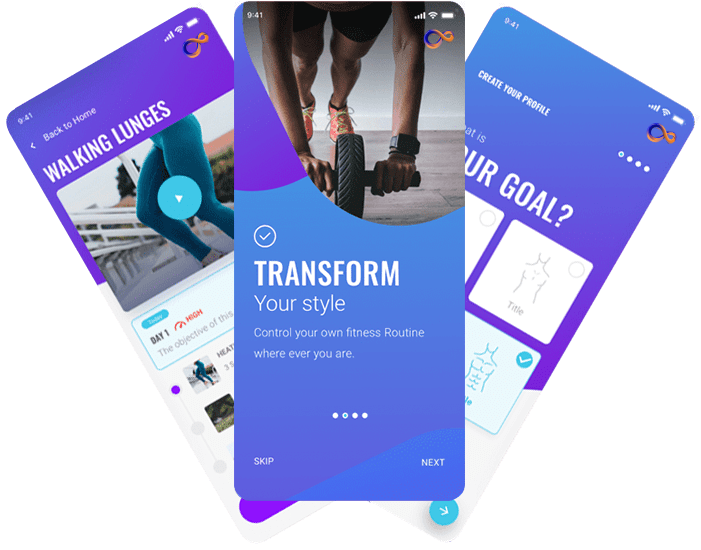 9:41
Back to Home
WALKING LUNGES
Today
DAY 1 HIGH
The objective of this
HEAT
3 S
9:41
TRANSFORM
Your style
Control your own fitness Routine
where ever you are.
SKIP
NEXT
9:41
CREATE YOUR PROFILE
at is
UR GOAL?
Title
le